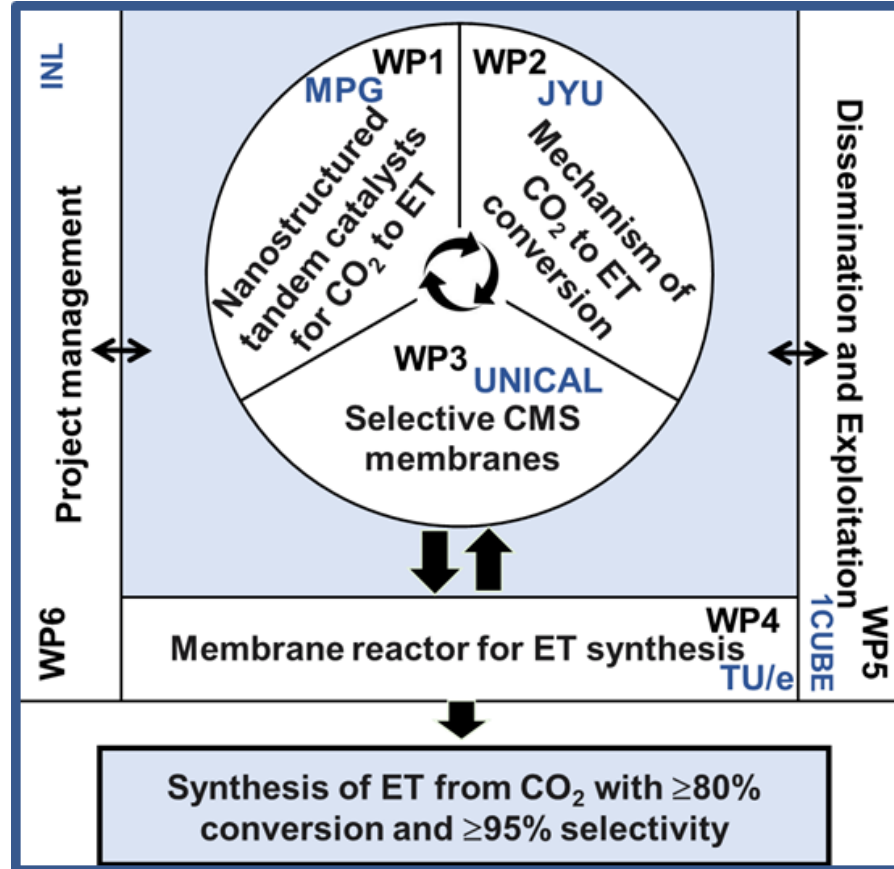 INL
Project management
WP6
WP1
MPG
Nanostructured
tandem catalysts
for CO₂ to ET
WP2
JYU
Mechanism of
CO₂ to ET
conversion
WP3
UNICAL
Selective CMS
membranes
Dissemination and Exploitation
WP5
1CUBE
WP4
Membrane reactor for ET synthesis
TU/e
Synthesis of ET from CO₂ with ≥80%
conversion and ≥95% selectivity